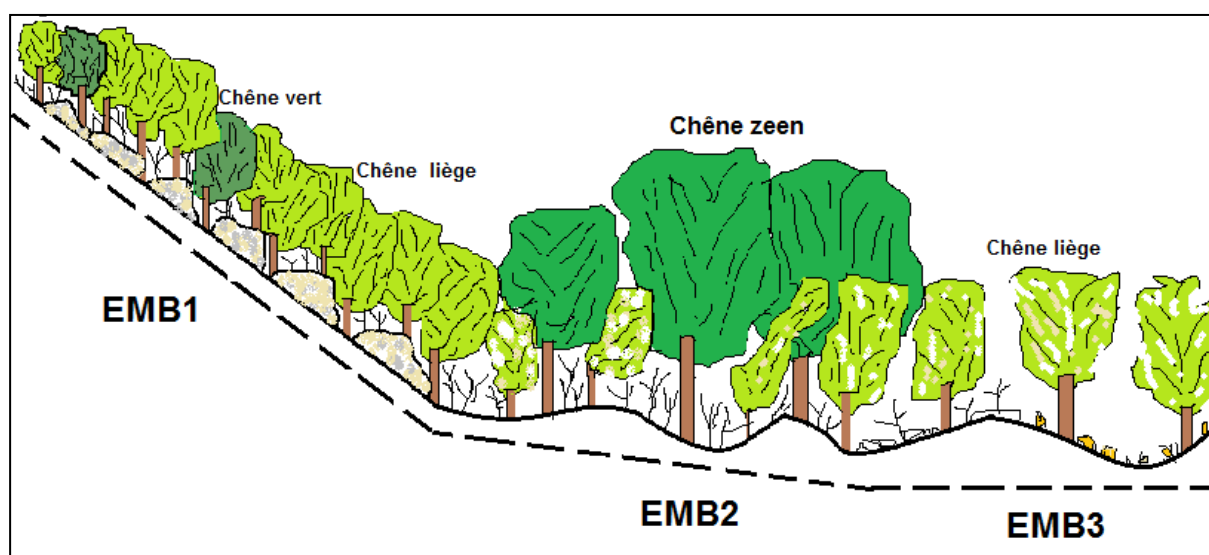 Chêne vert
Chêne zeen
Chêne liège
Chêne liège
EMB1
EMB2
EMB3